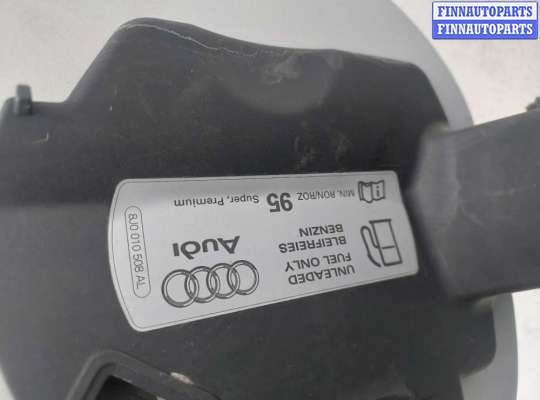 FINNAUTOPARTS
FINNAUTOPARTS
UNLEADED
FUEL ONLY
BLEIFREIES
BENZIN
Audi
MIN. RON/ROZ 95 Super, Premium
8J0 010 508 AL